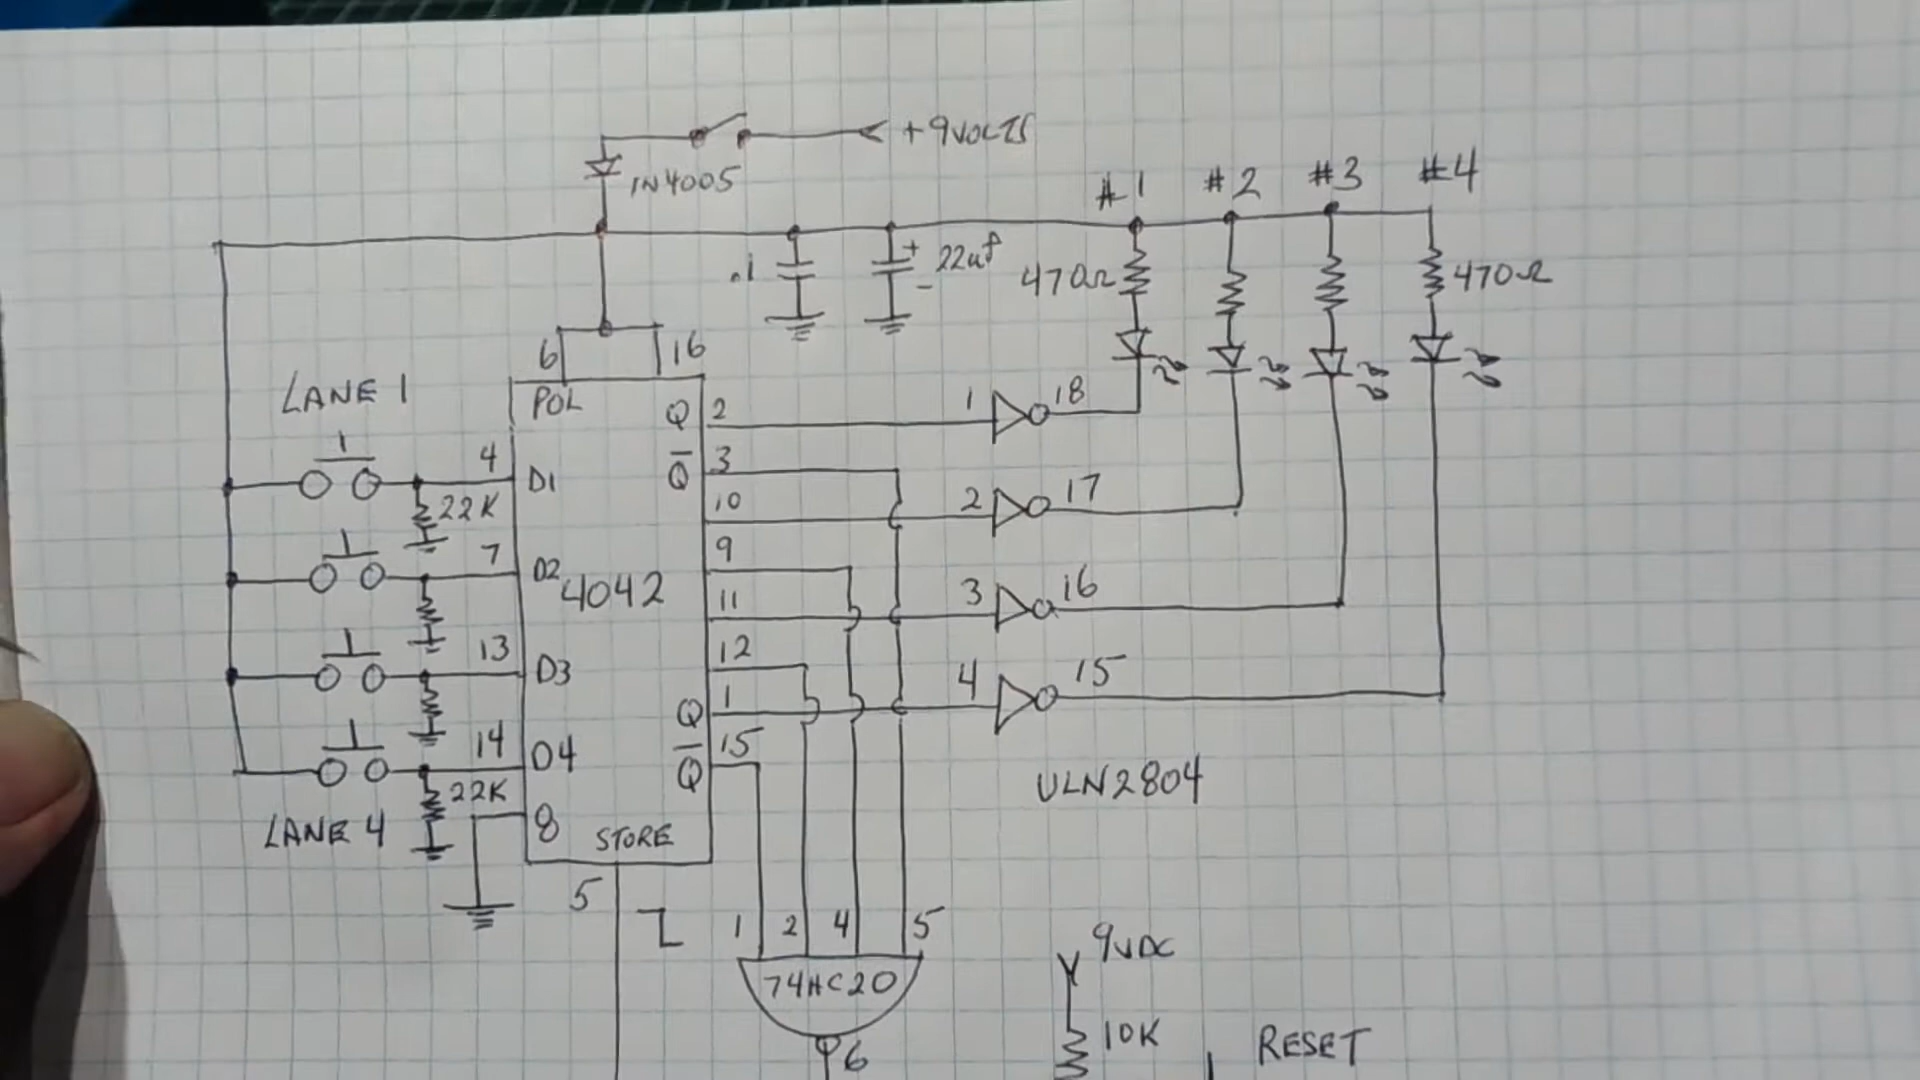 +9VOLTS
1N4005
#1 #2 #3 #4
.1
+ 22uf
-
470Ω
470Ω
6 16
LANE 1
POL
Q 2 1 18
4 D1 Q̅ 3
22K
10 2 17
7 D2 9
4042
11 3 16
13 D3 12
Q 1 4 15
14 D4 Q̅ 15
22K
ULN2804
LANE 4
8 STORE
5
1 2 4 5
9VDC
74HC20
10K RESET
6